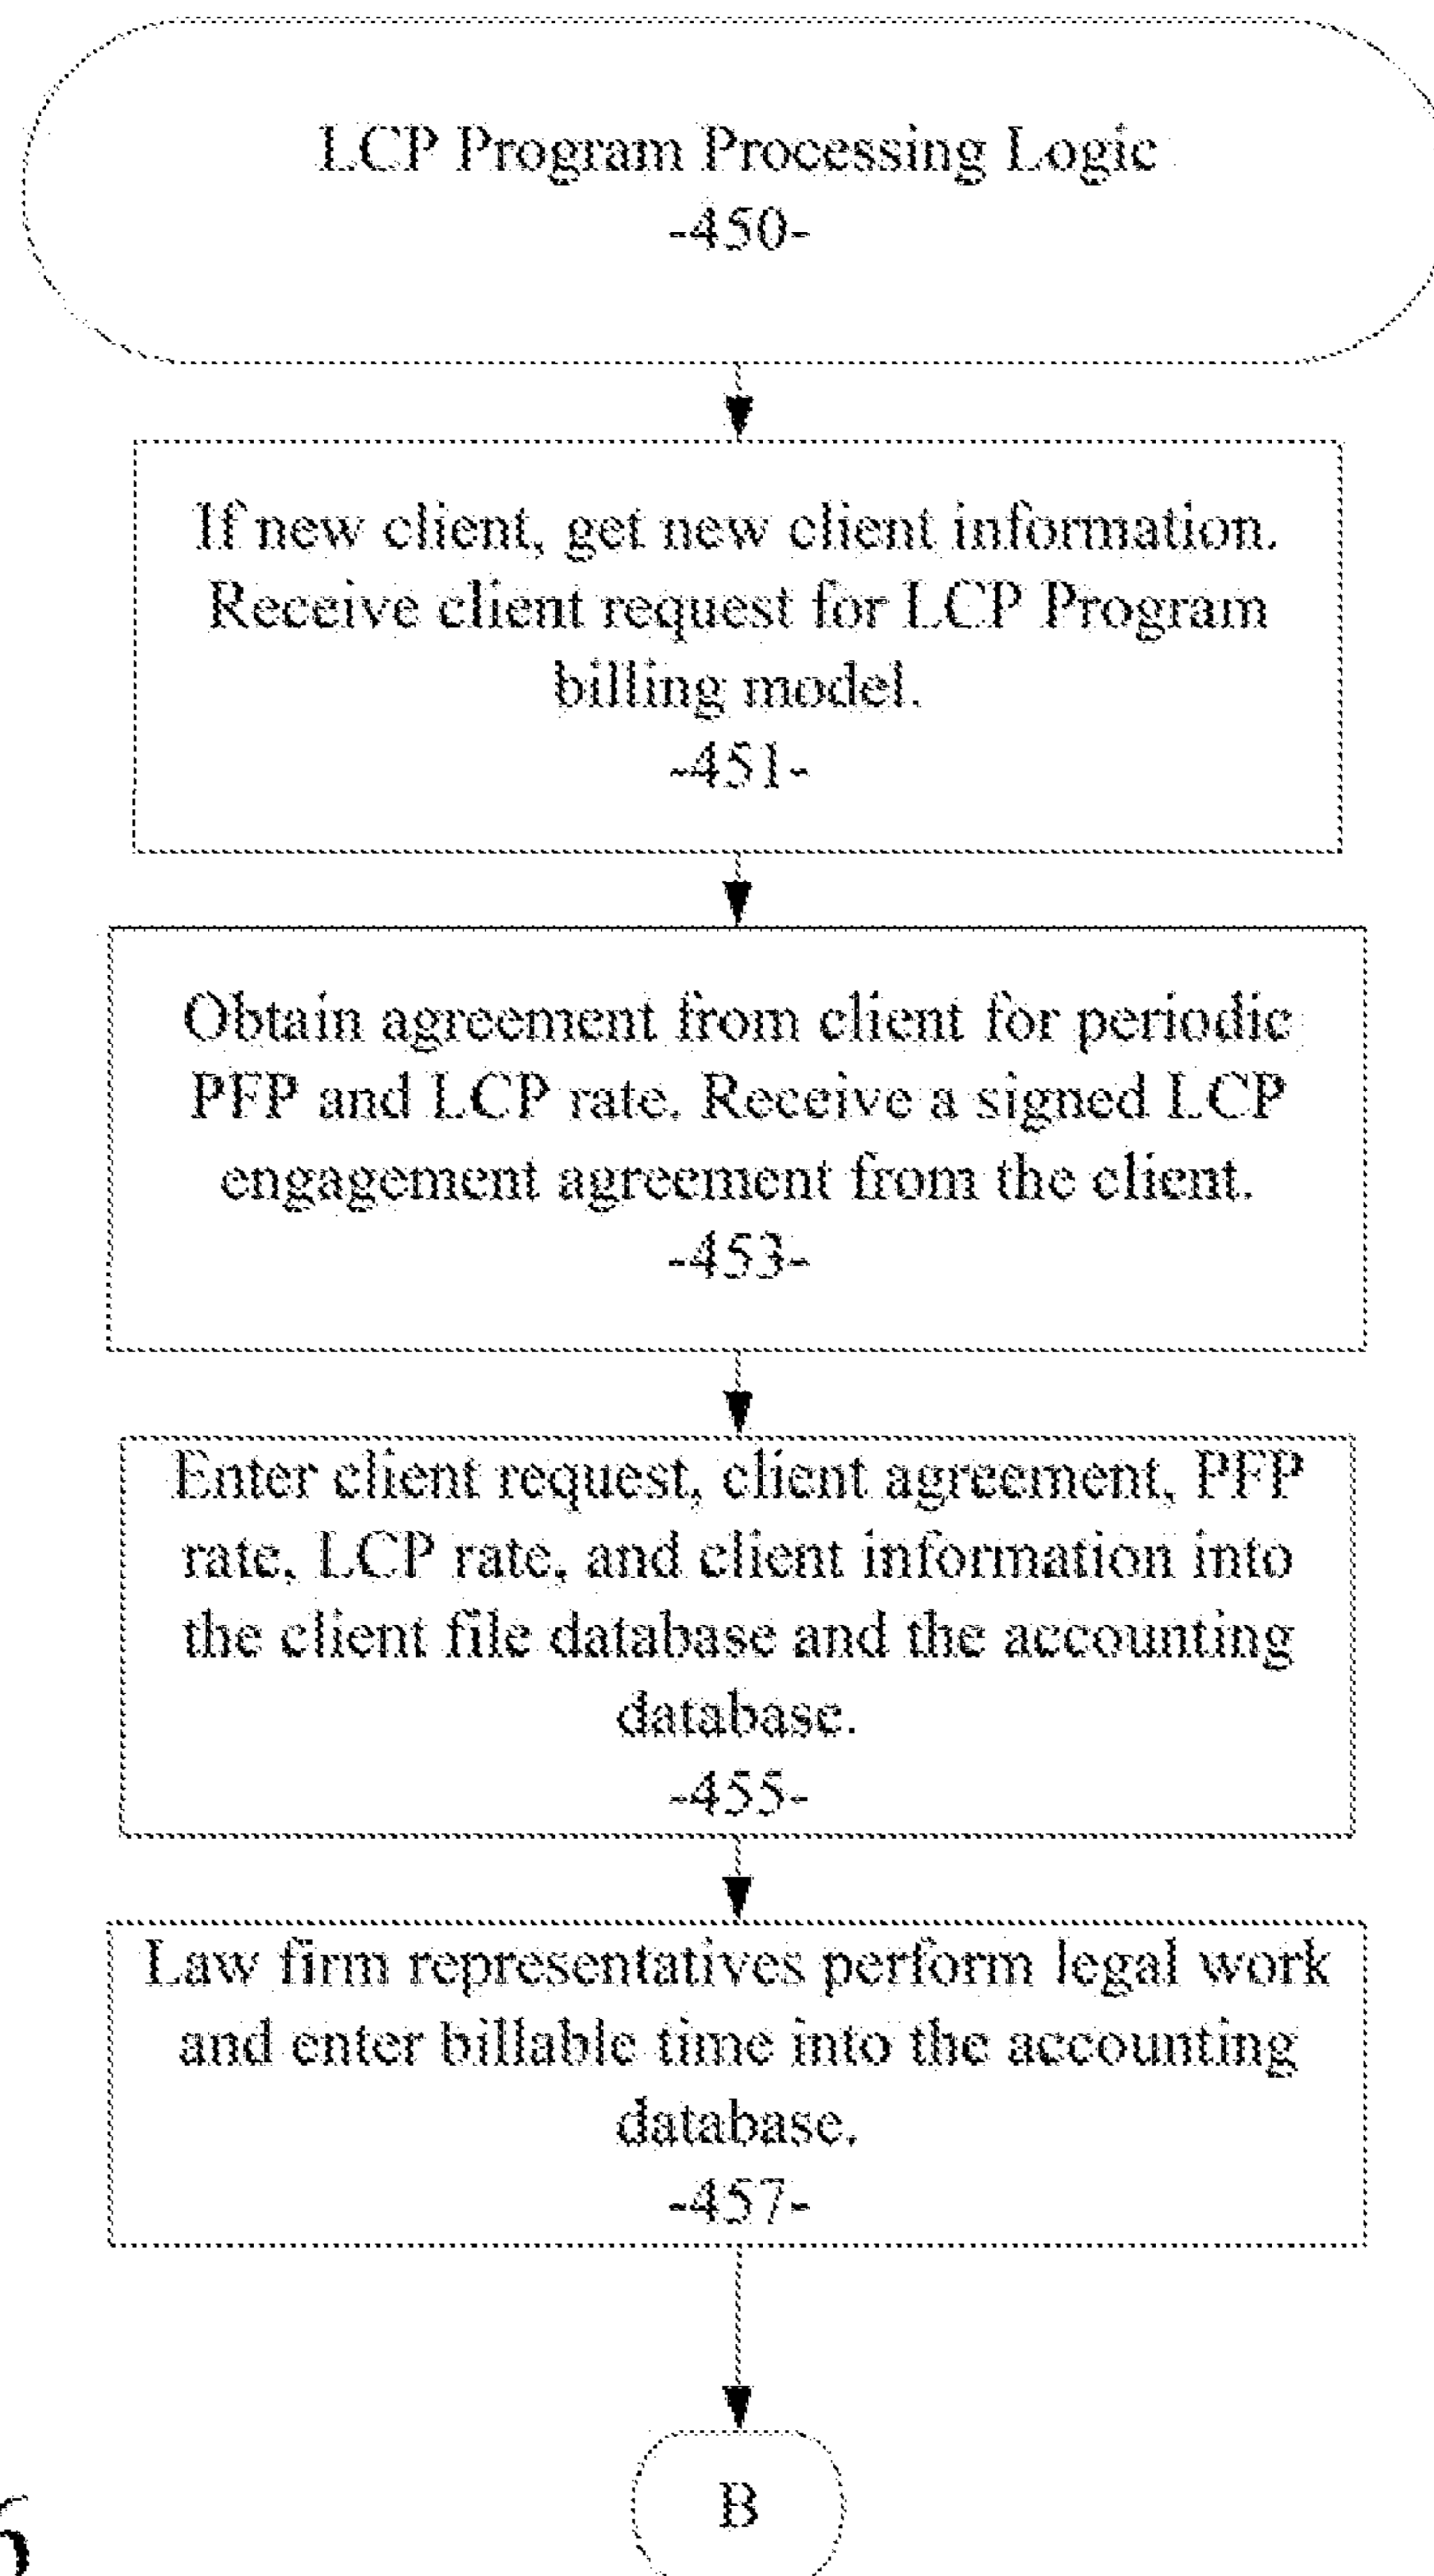 LCP Program Processing Logic
-450-
If new client, get new client information.
Receive client request for LCP Program
billing model.
-451-
Obtain agreement from client for periodic
PFP and LCP rate. Receive a signed LCP
engagement agreement from the client.
-453-
Enter client request, client agreement, PFP
rate, LCP rate, and client information into
the client file database and the accounting
database.
-455-
Law firm representatives perform legal work
and enter billable time into the accounting
database.
-457-
B